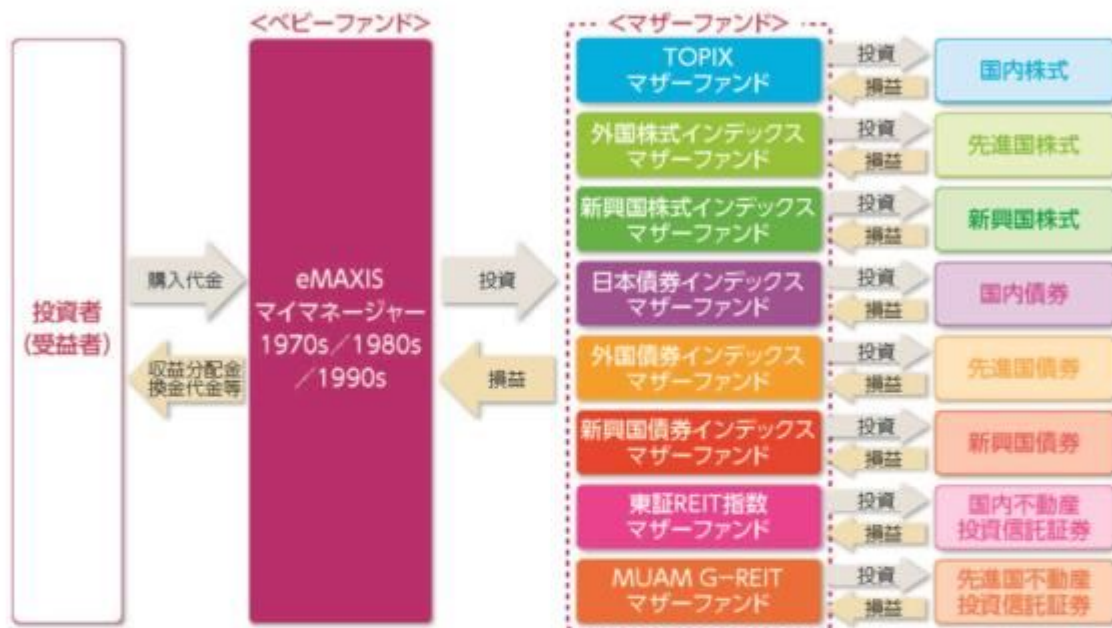 <ベビーファンド>
<マザーファンド>
投資者
(受益者)
購入代金
収益分配金
換金代金等
eMAXIS
マイマネージャー
1970s/1980s
/1990s
投資
損益
TOPIX
マザーファンド
投資
損益
国内株式
外国株式インデックス
マザーファンド
投資
損益
先進国株式
新興国株式インデックス
マザーファンド
投資
損益
新興国株式
日本債券インデックス
マザーファンド
投資
損益
国内債券
外国債券インデックス
マザーファンド
投資
損益
先進国債券
新興国債券インデックス
マザーファンド
投資
損益
新興国債券
東証REIT指数
マザーファンド
投資
損益
国内不動産
投資信託証券
MUAM G-REIT
マザーファンド
投資
損益
先進国不動産
投資信託証券